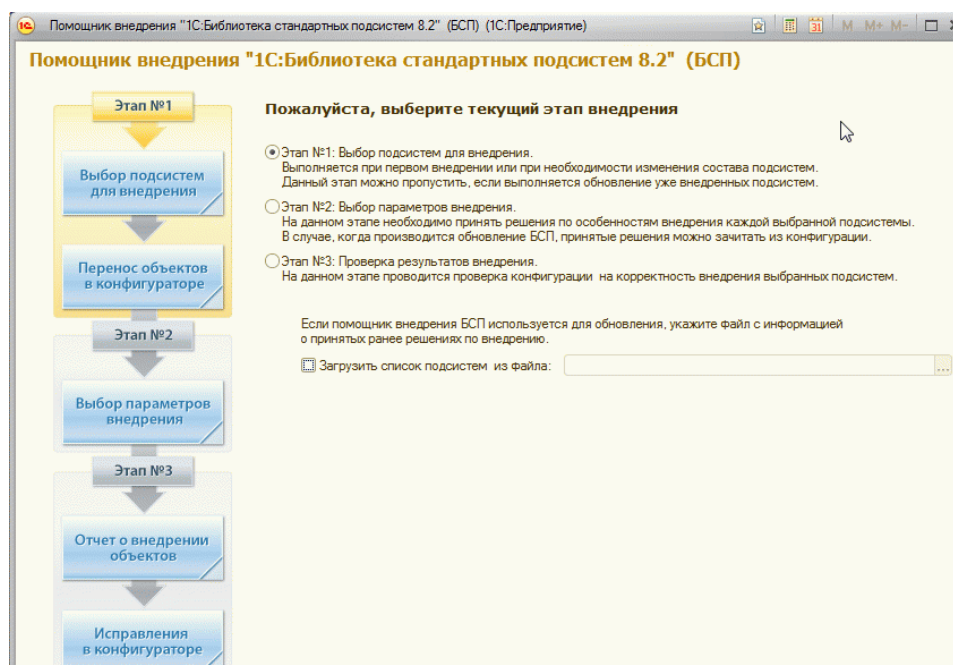 1С Помощник внедрения "1С:Библиотека стандартных подсистем 8.2" (БСП) (1С:Предприятие) 31 M M+ M-
Помощник внедрения "1С:Библиотека стандартных подсистем 8.2" (БСП)
Этап №1
Выбор подсистем
для внедрения
Перенос объектов
в конфигураторе
Этап №2
Выбор параметров
внедрения
Этап №3
Отчет о внедрении
объектов
Исправления
в конфигураторе
Пожалуйста, выберите текущий этап внедрения
Этап №1: Выбор подсистем для внедрения.
Выполняется при первом внедрении или при необходимости изменения состава подсистем.
Данный этап можно пропустить, если выполняется обновление уже внедренных подсистем.
Этап №2: Выбор параметров внедрения.
На данном этапе необходимо принять решения по особенностям внедрения каждой выбранной подсистемы.
В случае, когда производится обновление БСП, принятые решения можно зачитать из конфигурации.
Этап №3: Проверка результатов внедрения.
На данном этапе проводится проверка конфигурации на корректность внедрения выбранных подсистем.
Если помощник внедрения БСП используется для обновления, укажите файл с информацией
о принятых ранее решениях по внедрению.
Загрузить список подсистем из файла: ...